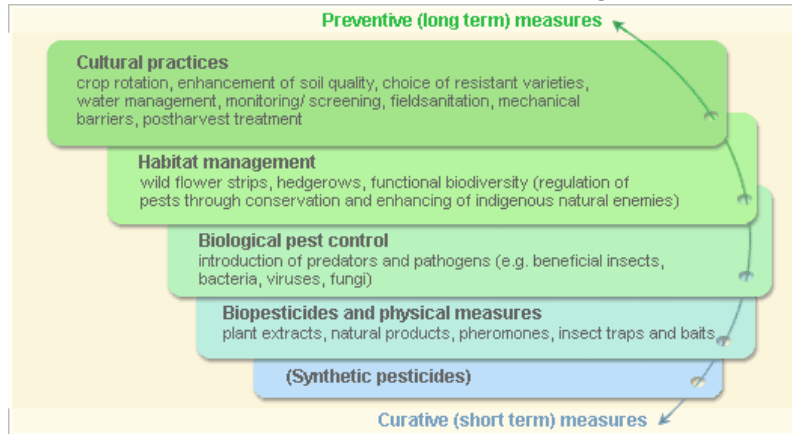 Preventive (long term) measures
Cultural practices
crop rotation, enhancement of soil quality, choice of resistant varieties,
water management, monitoring/ screening, fieldsanitation, mechanical
barriers, postharvest treatment
Habitat management
wild flower strips, hedgerows, functional biodiversity (regulation of
pests through conservation and enhancing of indigenous natural enemies)
Biological pest control
introduction of predators and pathogens (e.g. beneficial insects,
bacteria, viruses, fungi)
Biopesticides and physical measures
plant extracts, natural products, pheromones, insect traps and baits
(Synthetic pesticides)
Curative (short term) measures